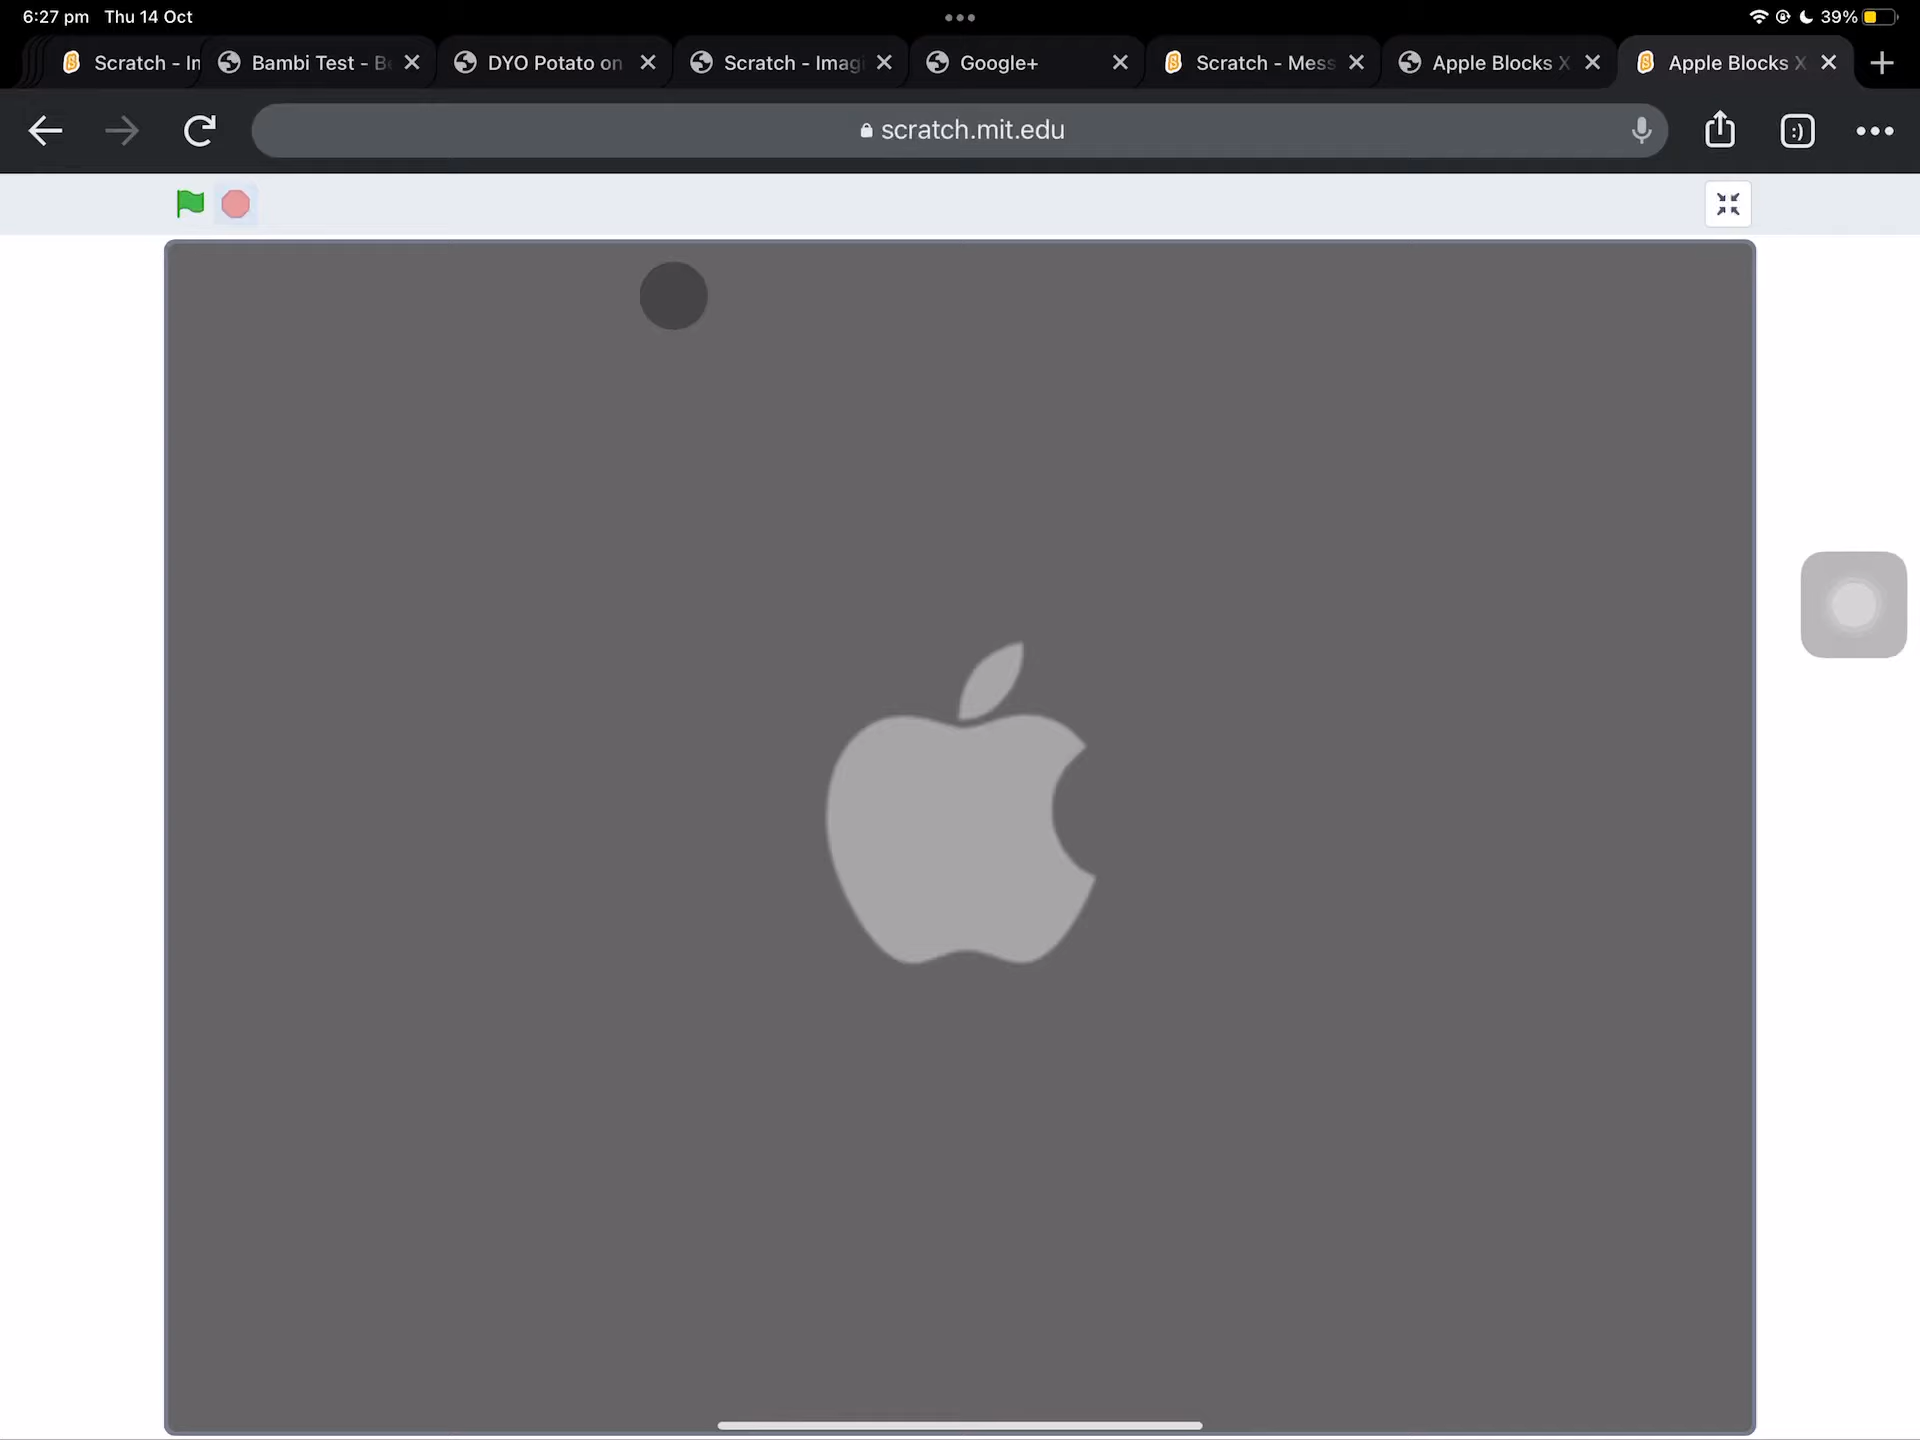 6:27 pm Thu 14 Oct
39%
Scratch - In
Bambi Test - B
DYO Potato on
Scratch - Imagi
Google+
Scratch - Mess
Apple Blocks X
Apple Blocks X
scratch.mit.edu